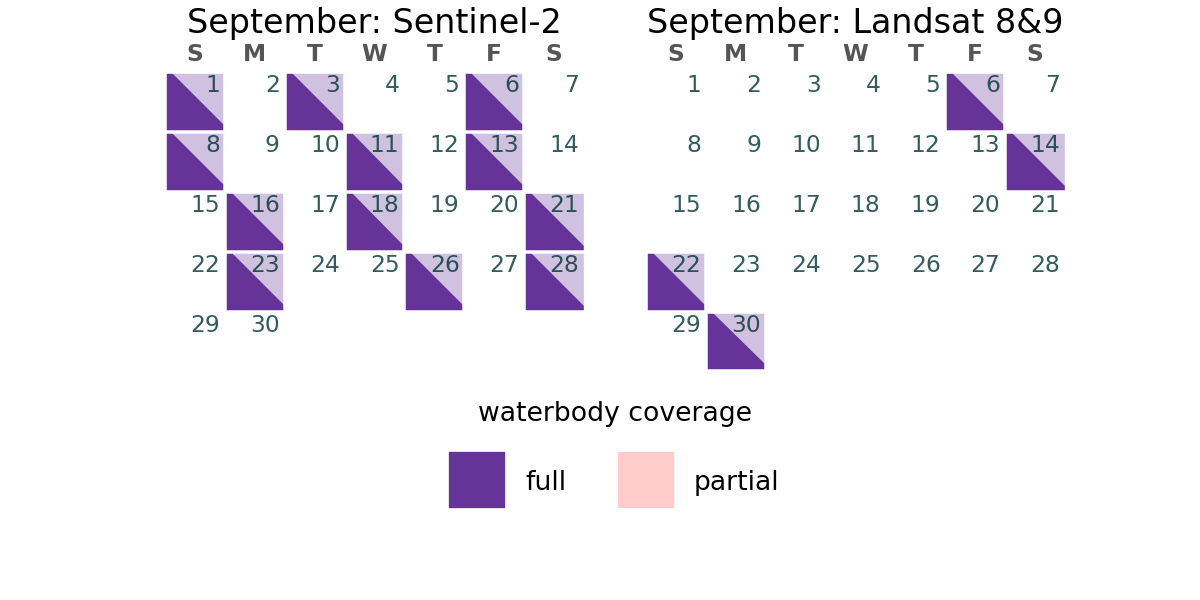 September: Sentinel-2
S M T W T F S
1 2 3 4 5 6 7
8 9 10 11 12 13 14
15 16 17 18 19 20 21
22 23 24 25 26 27 28
29 30
September: Landsat 8&9
S M T W T F S
1 2 3 4 5 6 7
8 9 10 11 12 13 14
15 16 17 18 19 20 21
22 23 24 25 26 27 28
29 30
waterbody coverage
full partial